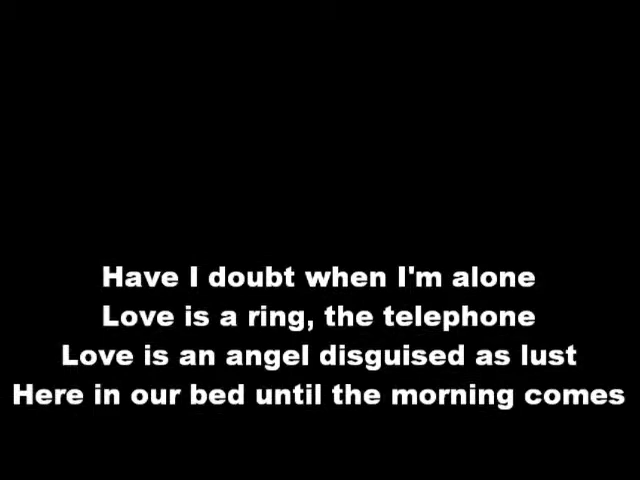 Have I doubt when I'm alone
Love is a ring, the telephone
Love is an angel disguised as lust
Here in our bed until the morning comes